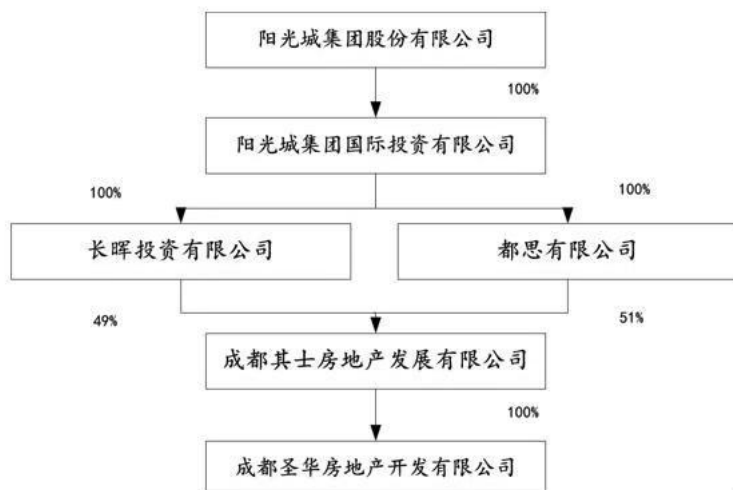 阳光城集团股份有限公司
100%
阳光城集团国际投资有限公司
100%
100%
长晖投资有限公司
都思有限公司
49%
51%
成都其士房地产发展有限公司
100%
成都圣华房地产开发有限公司